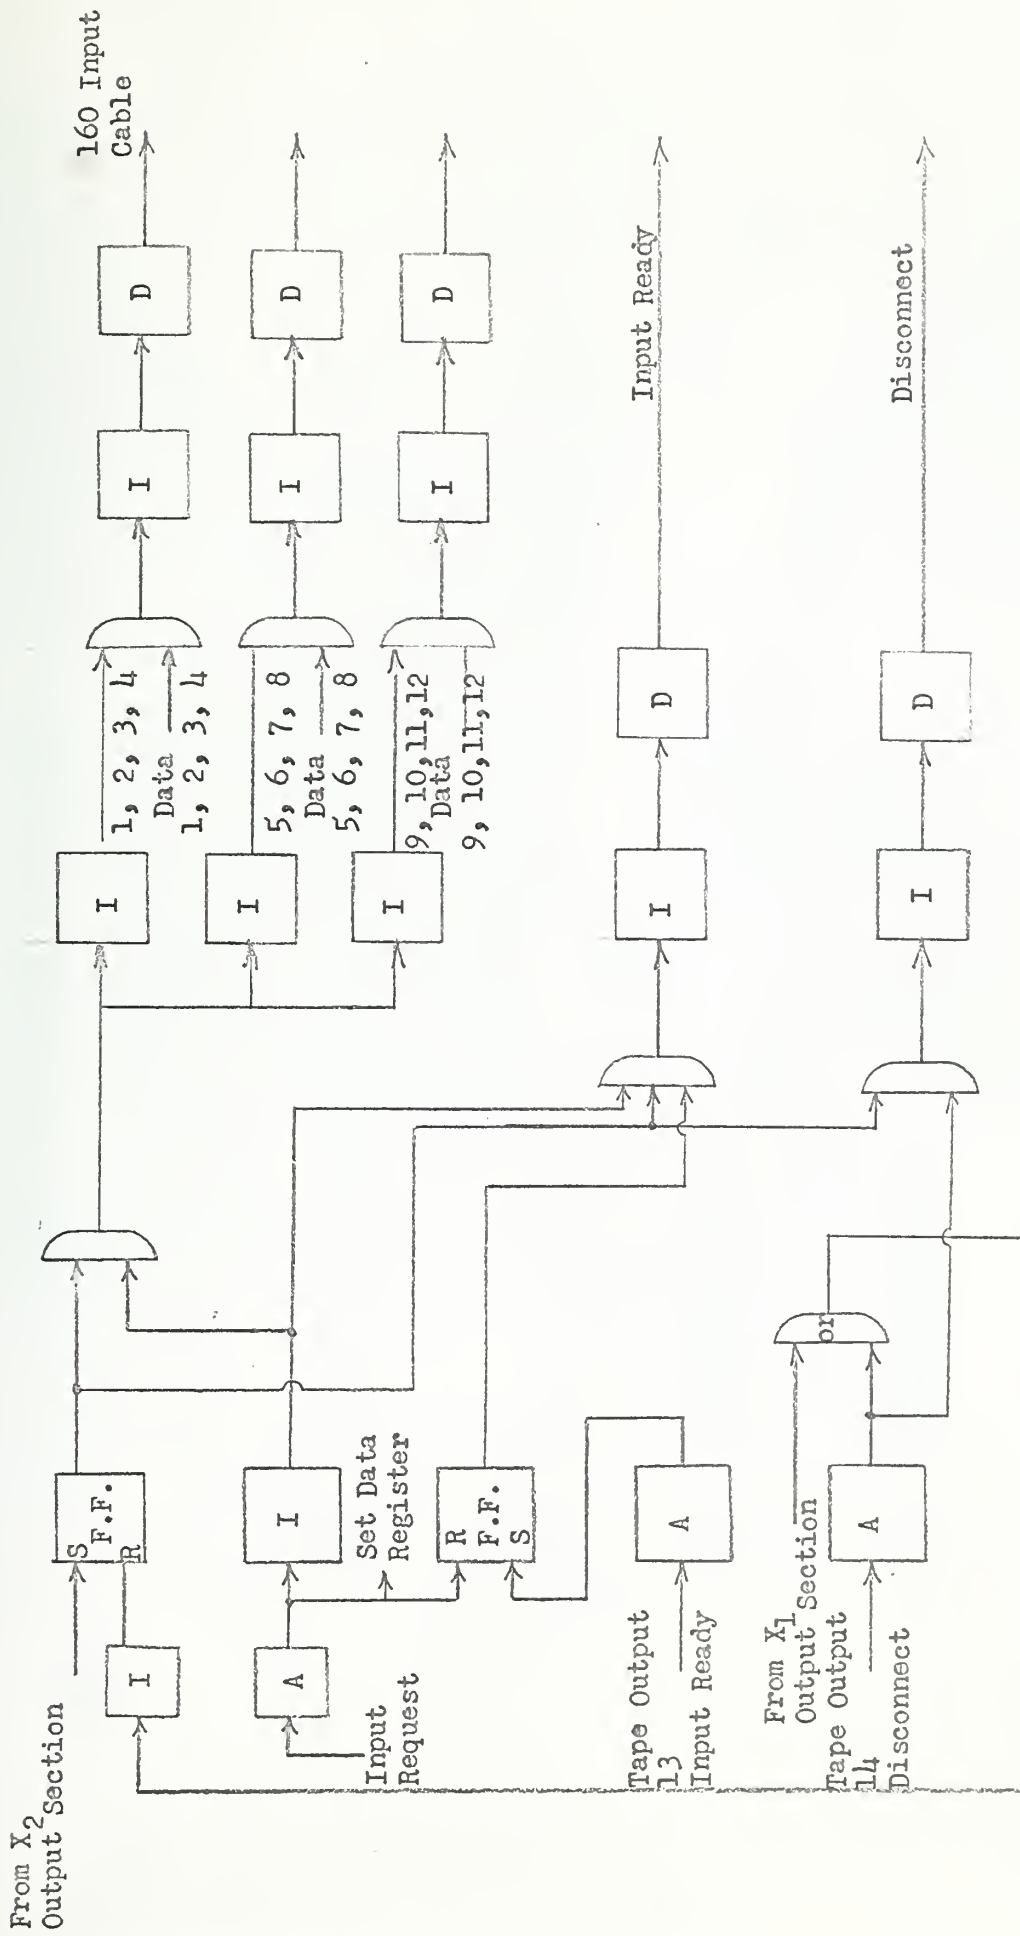 From X2
Output Section
S
F.F.
R
I
160 Input
Cable
I
1, 2, 3, 4
Data
1, 2, 3, 4
I
D
A
Input
Request
I
Set Data
Register
I
5, 6, 7, 8
Data
5, 6, 7, 8
I
D
I
9, 10, 11, 12
Data
9, 10, 11, 12
I
D
R
F.F.
S
Tape Output
13
Input Ready
A
I
D
Input Ready
From X1
Output Section
or
Tape Output
14
Disconnect
A
I
D
Disconnect